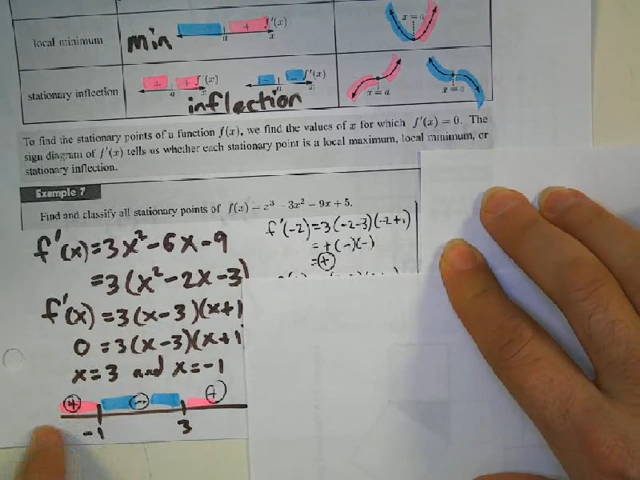 local minimum
min
- + f'(x)
a x
x = a
stationary inflection
+ + f'(x)
a x
- - f'(x)
a x
inflection
x = a
x = a
To find the stationary points of a function f(x), we find the values of x for which f'(x) = 0. The
sign diagram of f'(x) tells us whether each stationary point is a local maximum, local minimum, or
stationary inflection.
Example 7
Find and classify all stationary points of f(x) = x³ - 3x² - 9x + 5.
f'(x) = 3x² - 6x - 9
= 3(x² - 2x - 3)
f'(x) = 3(x - 3)(x + 1
0 = 3(x - 3)(x + 1
x = 3 and x = -1
+ - +
-1 3
f'(-2) = 3(-2-3)(-2+1)
= + (-)(-)
= +